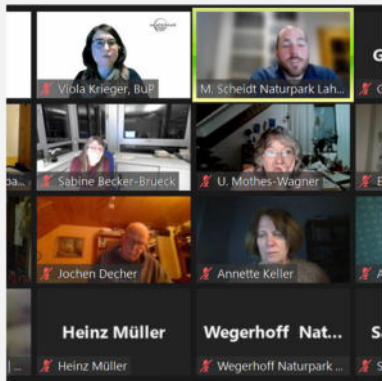 Viola Krieger, BuP
M. Scheidt Naturpark Lah...
Sabine Becker-Brueck
U. Mothes-Wagner
Jochen Decher
Annette Keller
Heinz Müller
Wegerhoff Nat...
Heinz Müller
Wegerhoff Naturpark ...